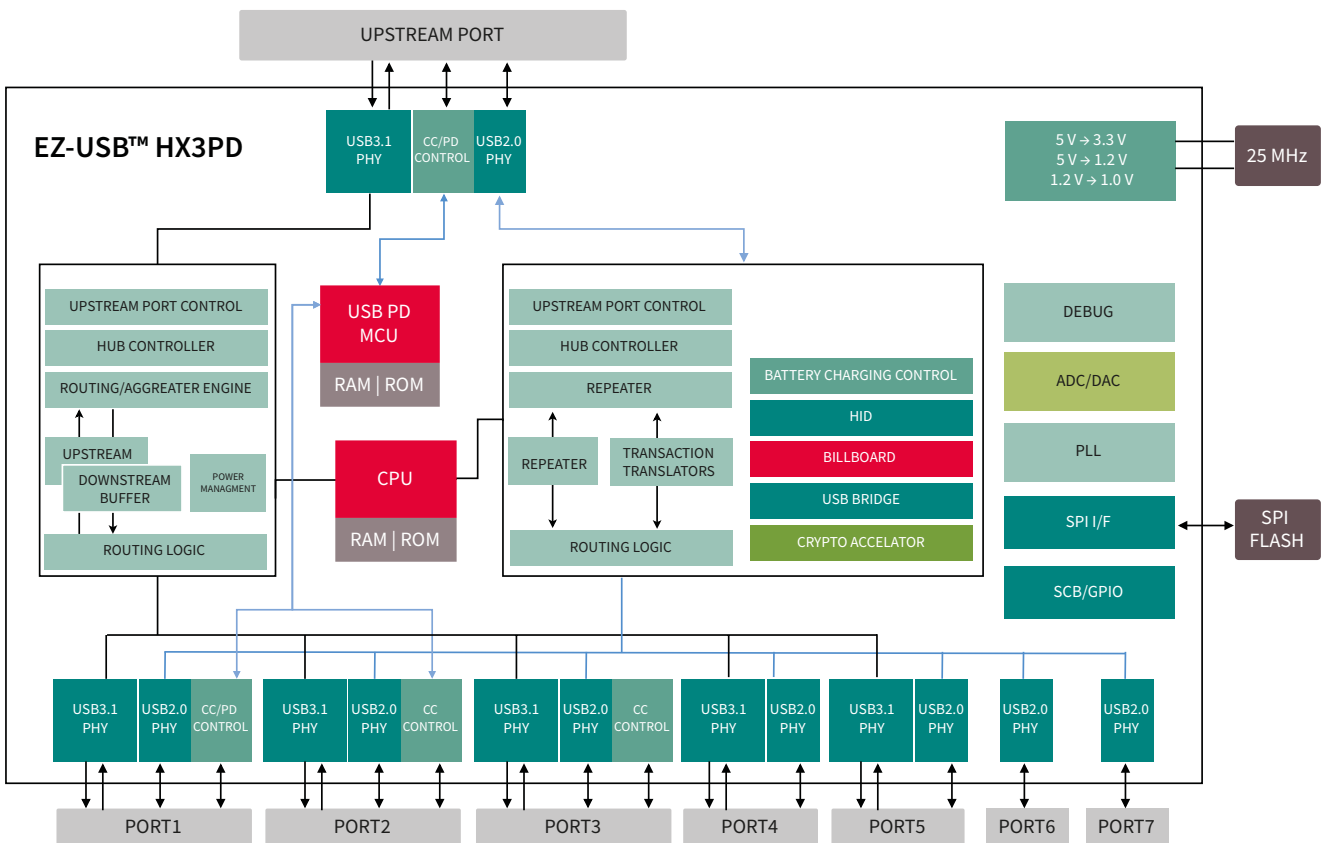 UPSTREAM PORT
EZ-USB™ HX3PD
USB3.1
PHY
CC/PD
CONTROL
USB2.0
PHY
5 V → 3.3 V
5 V → 1.2 V
1.2 V → 1.0 V
25 MHz
UPSTREAM PORT CONTROL
HUB CONTROLLER
ROUTING/AGGREATER ENGINE
UPSTREAM
DOWNSTREAM
BUFFER
POWER
MANAGMENT
ROUTING LOGIC
USB PD
MCU
RAM | ROM
CPU
RAM | ROM
UPSTREAM PORT CONTROL
HUB CONTROLLER
REPEATER
REPEATER
TRANSACTION
TRANSLATORS
ROUTING LOGIC
BATTERY CHARGING CONTROL
HID
BILLBOARD
USB BRIDGE
CRYPTO ACCELATOR
DEBUG
ADC/DAC
PLL
SPI I/F
SCB/GPIO
SPI
FLASH
USB3.1
PHY
USB2.0
PHY
CC/PD
CONTROL
USB3.1
PHY
USB2.0
PHY
CC
CONTROL
USB3.1
PHY
USB2.0
PHY
CC
CONTROL
USB3.1
PHY
USB2.0
PHY
USB3.1
PHY
USB2.0
PHY
USB2.0
PHY
USB2.0
PHY
PORT1
PORT2
PORT3
PORT4
PORT5
PORT6
PORT7